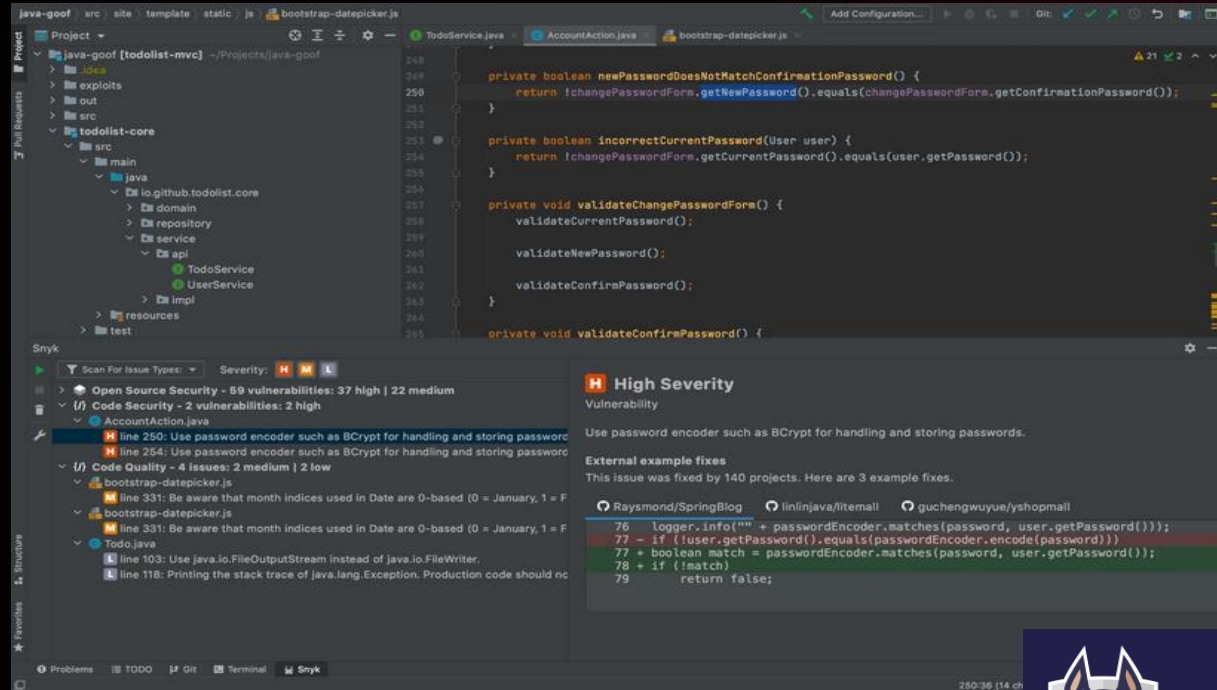 java-goof › src › site › template › static › js › bootstrap-datepicker.js
Add Configuration...
Git:
Project
TodoService.java
AccountAction.java
bootstrap-datepicker.js
Project
Pull Requests
java-goof [todolist-mvc] ~/Projects/java-goof
.idea
exploits
out
src
todolist-core
src
main
java
io.github.todolist.core
domain
repository
service
api
TodoService
UserService
impl
resources
test
21 2
248
249 private boolean newPasswordDoesNotMatchConfirmationPassword() {
250 return !changePasswordForm.getNewPassword().equals(changePasswordForm.getConfirmationPassword());
251 }
252
253 @ private boolean incorrectCurrentPassword(User user) {
254 return !changePasswordForm.getCurrentPassword().equals(user.getPassword());
255 }
256
257 private void validateChangePasswordForm() {
258 validateCurrentPassword();
259
260 validateNewPassword();
261
262 validateConfirmPassword();
263 }
264
265 private void validateConfirmPassword() {
Snyk
Scan For Issue Types: Severity: H M L
Open Source Security - 59 vulnerabilities: 37 high | 22 medium
{/} Code Security - 2 vulnerabilities: 2 high
AccountAction.java
H line 250: Use password encoder such as BCrypt for handling and storing password
H line 254: Use password encoder such as BCrypt for handling and storing password
{/} Code Quality - 4 issues: 2 medium | 2 low
bootstrap-datepicker.js
M line 331: Be aware that month indices used in Date are 0-based (0 = January, 1 = F
bootstrap-datepicker.js
M line 331: Be aware that month indices used in Date are 0-based (0 = January, 1 = F
Todo.java
L line 103: Use java.io.FileOutputStream instead of java.io.FileWriter.
L line 118: Printing the stack trace of java.lang.Exception. Production code should no
H High Severity
Vulnerability
Use password encoder such as BCrypt for handling and storing passwords.
External example fixes
This issue was fixed by 140 projects. Here are 3 example fixes.
Raysmond/SpringBlog
linlinjava/litemall
guchengwuyue/yshopmall
76 logger.info("" + passwordEncoder.matches(password, user.getPassword()));
77 - if (!user.getPassword().equals(passwordEncoder.encode(password)))
77 + boolean match = passwordEncoder.matches(password, user.getPassword());
78 + if (!match)
79 return false;
Structure
Favorites
Problems
TODO
Git
Terminal
Snyk
250:36 (14 ch